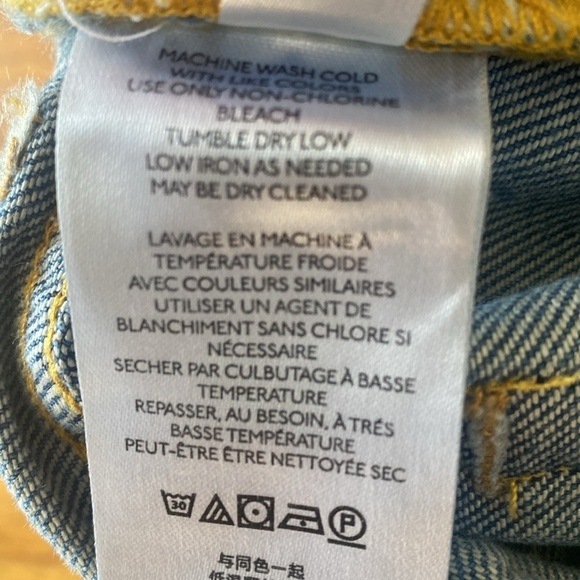 MACHINE WASH COLD
WITH LIKE COLORS
USE ONLY NON-CHLORINE
BLEACH
TUMBLE DRY LOW
LOW IRON AS NEEDED
MAY BE DRY CLEANED
LAVAGE EN MACHINE À
TEMPÉRATURE FROIDE
AVEC COULEURS SIMILAIRES
UTILISER UN AGENT DE
BLANCHIMENT SANS CHLORE SI
NÉCESSAIRE
SECHER PAR CULBUTAGE À BASSE
TEMPERATURE
REPASSER, AU BESOIN, À TRÉS
BASSE TEMPÉRATURE
PEUT-ÊTRE ÊTRE NETTOYÉE SEC
30 P
与同色一起